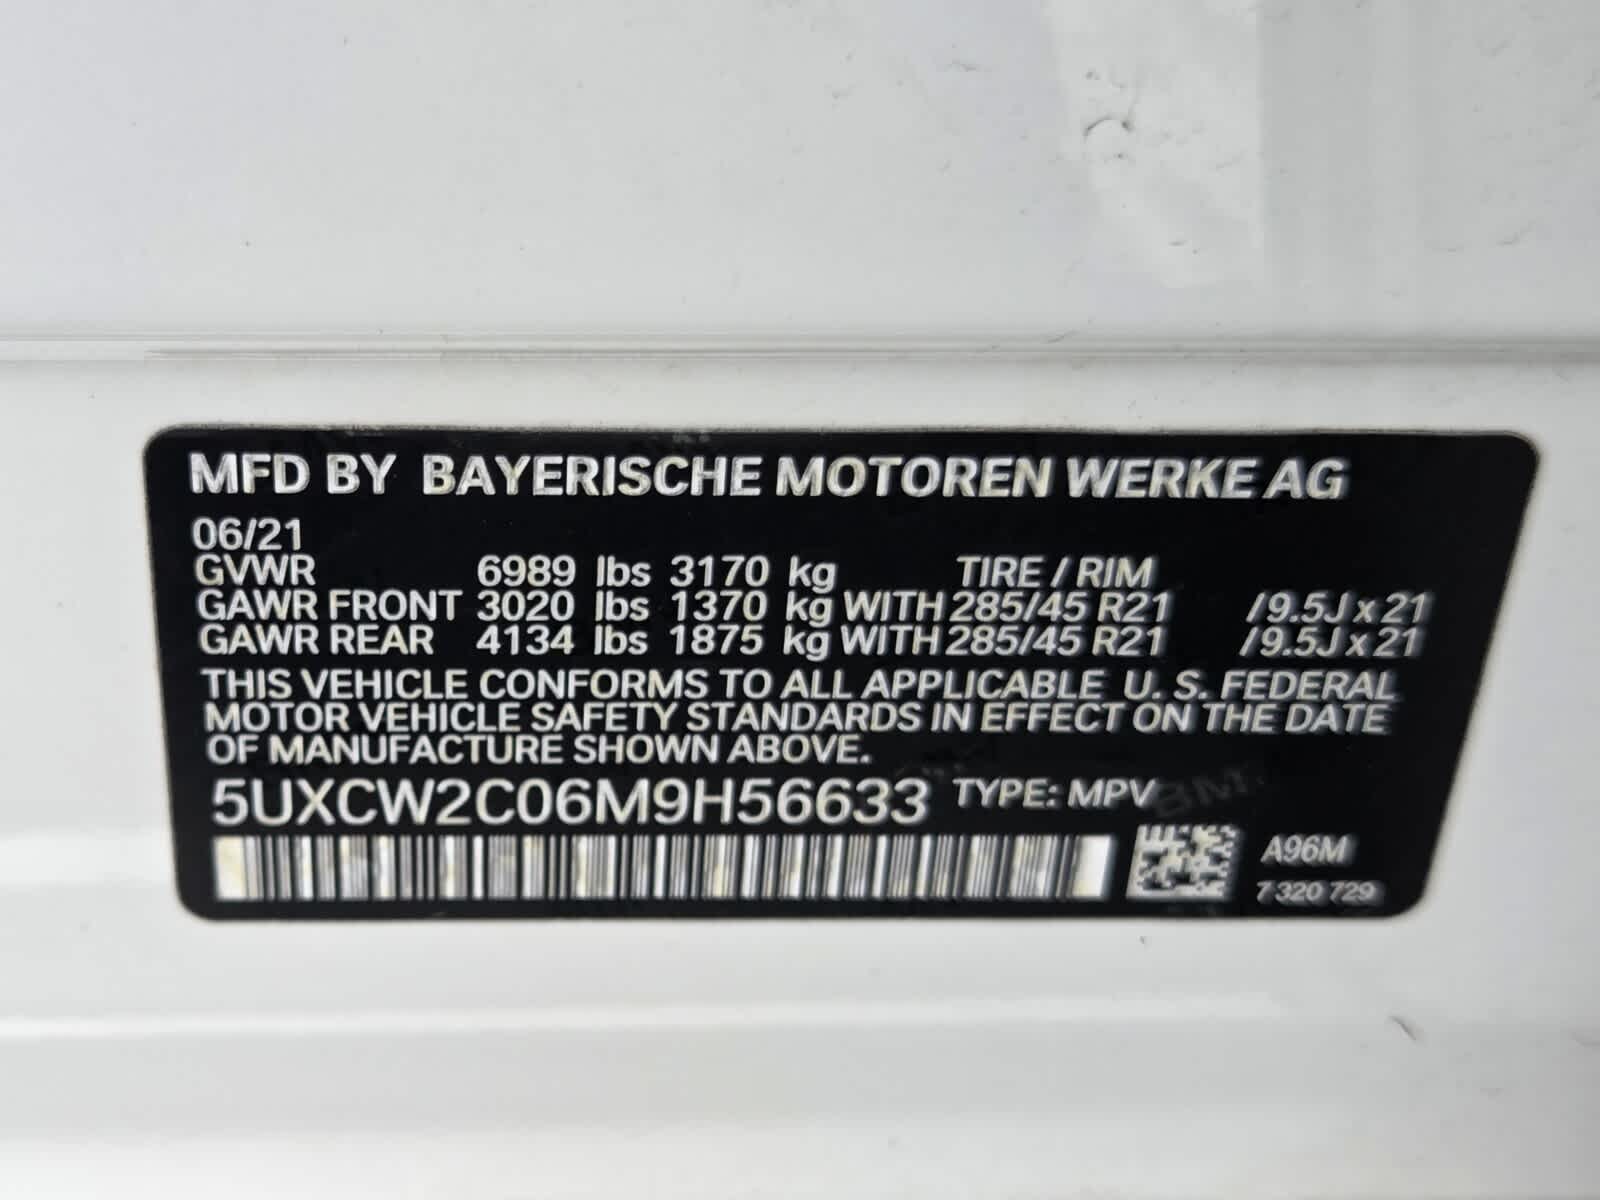 MFD BY BAYERISCHE MOTOREN WERKE AG
06/21
GVWR 6989 lbs 3170 kg TIRE / RIM
GAWR FRONT 3020 lbs 1370 kg WITH 285/45 R21 /9.5J x 21
GAWR REAR 4134 lbs 1875 kg WITH 285/45 R21 /9.5J x 21
THIS VEHICLE CONFORMS TO ALL APPLICABLE U. S. FEDERAL
MOTOR VEHICLE SAFETY STANDARDS IN EFFECT ON THE DATE
OF MANUFACTURE SHOWN ABOVE.
5UXCW2C06M9H56633 TYPE: MPV
A96M
7 320 729